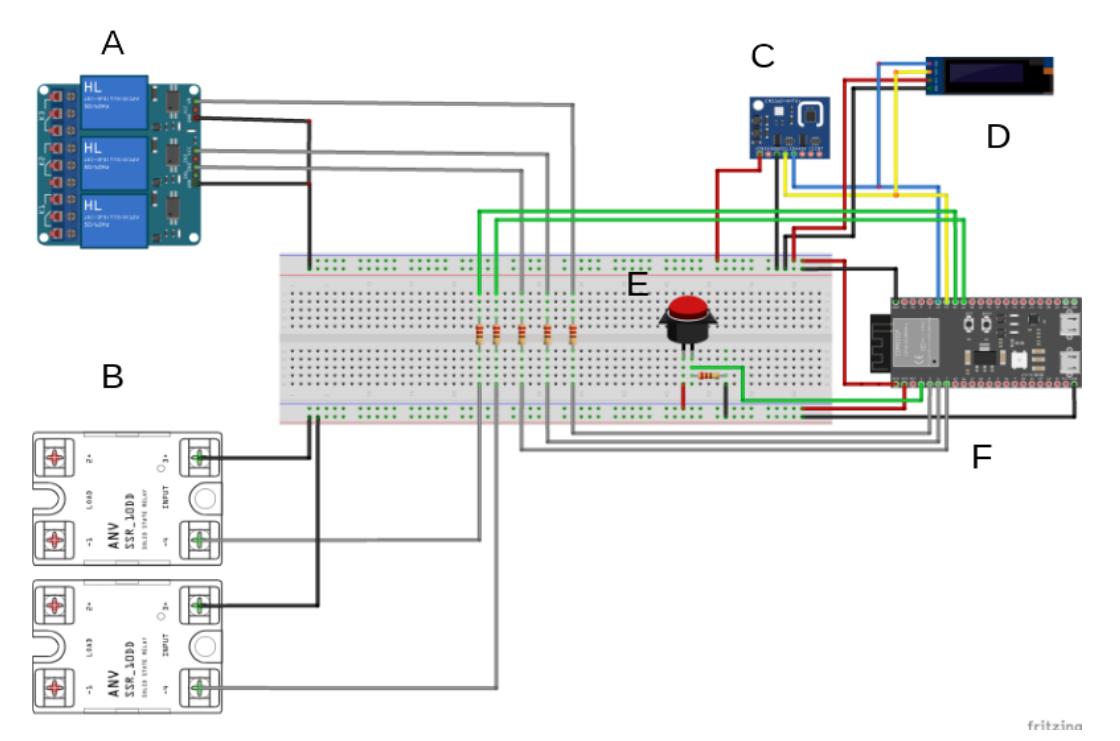 A
HL
HL
HL
B
2+
3+
LOAD
INPUT
ANV
SSR_10DD
SOLID STATE RELAY
-1
-4
2+
3+
LOAD
INPUT
ANV
SSR_10DD
SOLID STATE RELAY
-1
-4
C
D
E
F
fritzing